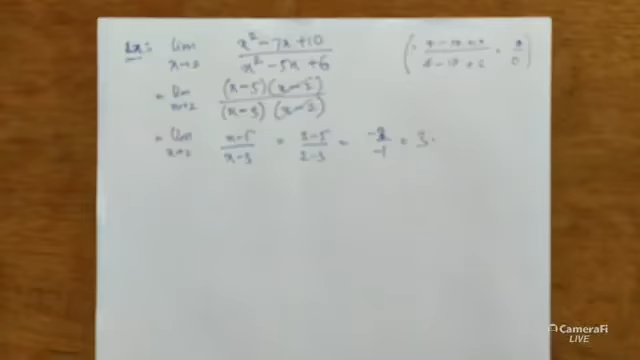 Ex: lim x→2 x² - 7x + 10 / x² - 5x + 6 (= 4 - 14 + 10 / 4 - 10 + 6 = 0 / 0)
= lim x→2 (x-5)(x-2) / (x-3)(x-2)
= lim x→2 x-5 / x-3 = 2-5 / 2-3 = -3 / -1 = 3.
CameraFi
LIVE